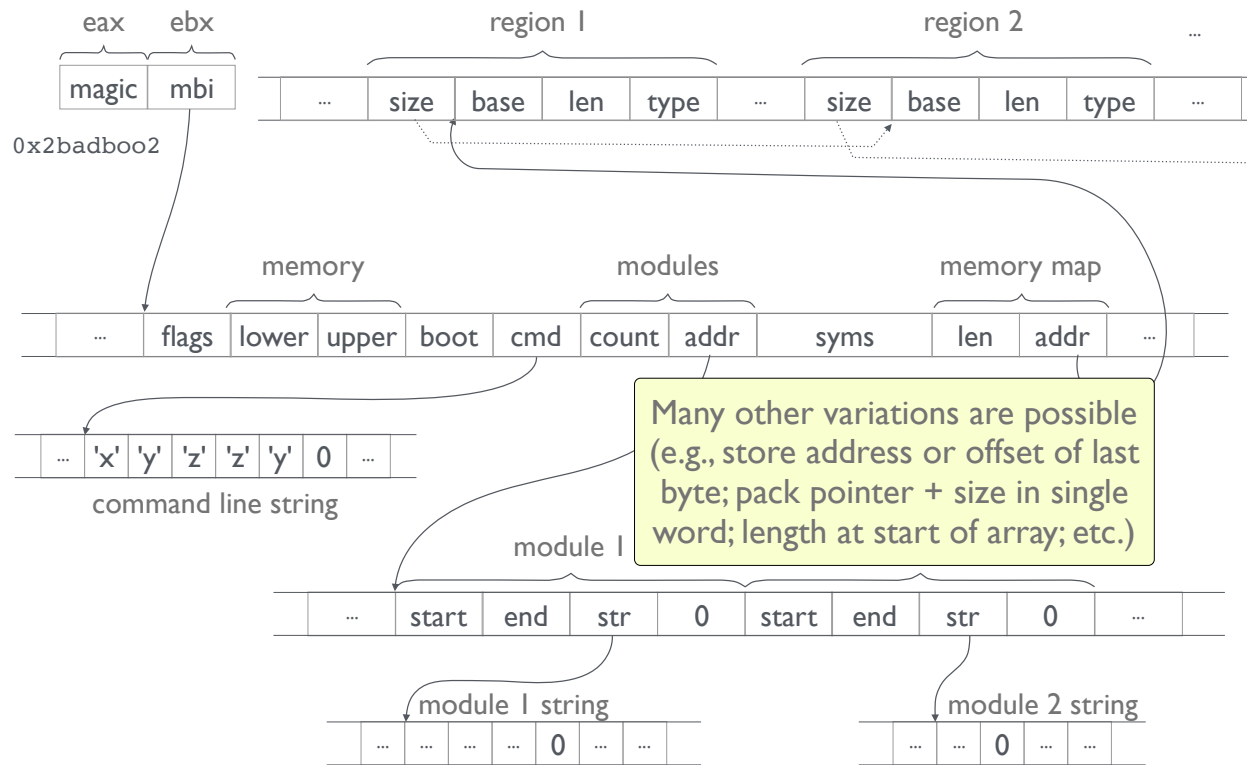 eax ebx region 1 region 2 ...
magic mbi ... size base len type ... size base len type ...
0x2badboo2
memory modules memory map
... flags lower upper boot cmd count addr syms len addr ...
Many other variations are possible
(e.g., store address or offset of last
byte; pack pointer + size in single
word; length at start of array; etc.)
... 'x' 'y' 'z' 'z' 'y' 0 ...
command line string
module 1
... start end str 0 start end str 0 ...
module 1 string module 2 string
... ... ... ... 0 ... ... ... ... 0 ... ...